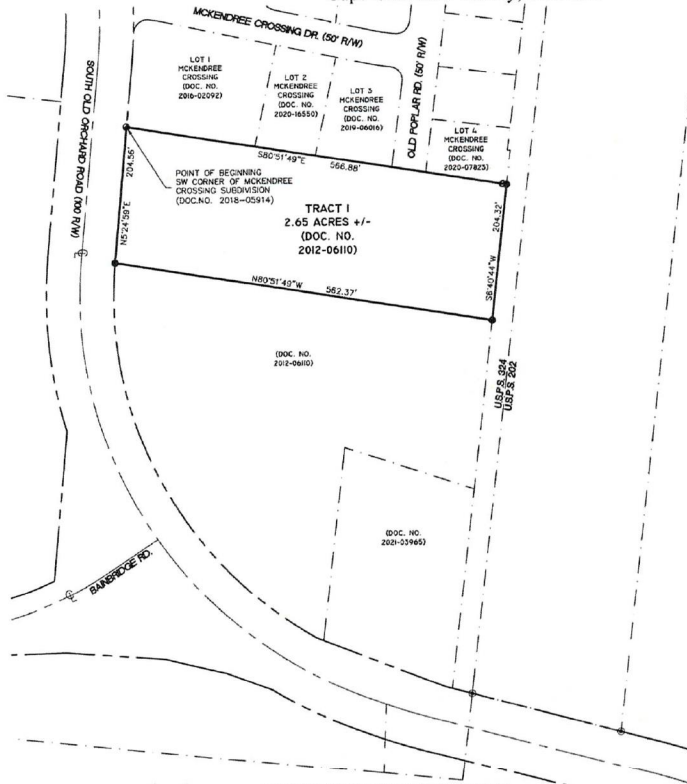 MCKENDREE CROSSING DR. (50' R/W)
SOUTH OLD ORCHARD ROAD (100 R/W)
OLD POPLAR RD. (50' R/W)
LOT 1
MCKENDREE
CROSSING
(DOC. NO.
2016-02092)
LOT 2
MCKENDREE
CROSSING
(DOC. NO.
2020-16550)
LOT 3
MCKENDREE
CROSSING
(DOC. NO.
2019-06016)
LOT 4
MCKENDREE
CROSSING
(DOC. NO.
2020-07823)
S80°51'49"E 566.88'
204.56'
N5°24'59"E
POINT OF BEGINNING
SW CORNER OF MCKENDREE
CROSSING SUBDIVISION
(DOC.NO. 2018-05914)
TRACT 1
2.65 ACRES +/-
(DOC. NO.
2012-06110)
204.32'
S6°40'44"W
N80°51'49"W 562.37'
(DOC. NO.
2012-06110)
U.S.P.S. 324
U.S.P.S. 202
(DOC. NO.
2021-03965)
BAINBRIDGE RD.